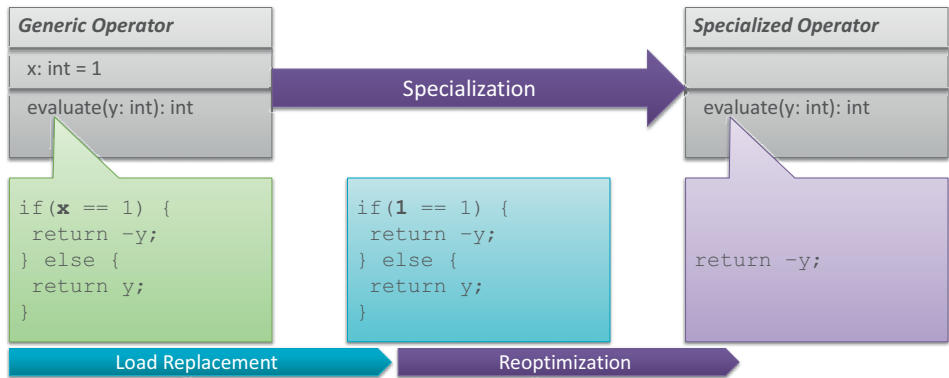 Generic Operator
x: int = 1
evaluate(y: int): int
Specialization
Specialized Operator
evaluate(y: int): int
if(x == 1) {
return –y;
} else {
return y;
}
if(1 == 1) {
return –y;
} else {
return y;
}
return –y;
Load Replacement
Reoptimization